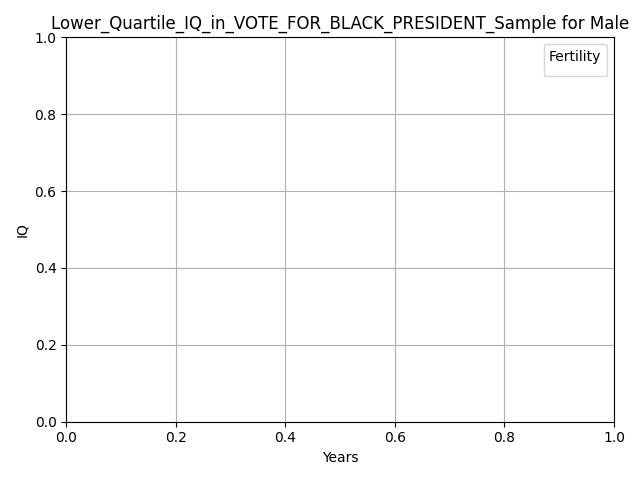 Lower_Quartile_IQ_in_VOTE_FOR_BLACK_PRESIDENT_Sample for Male
Fertility
IQ
1.0
0.8
0.6
0.4
0.2
0.0
0.0 0.2 0.4 0.6 0.8 1.0
Years